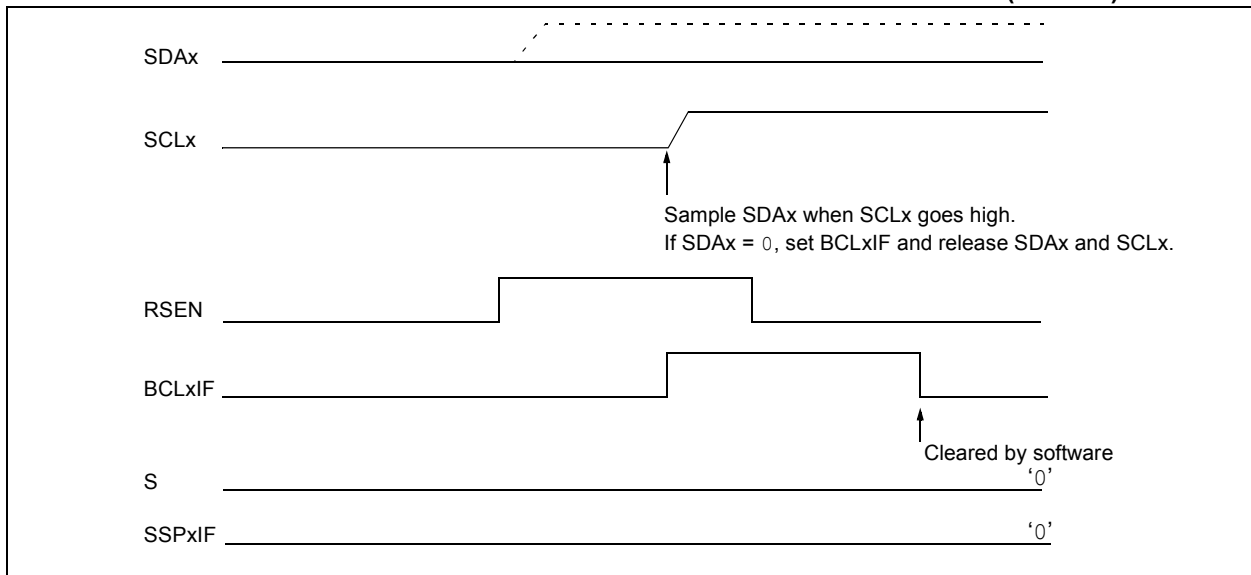 SDAx
SCLx
Sample SDAx when SCLx goes high.
If SDAx = 0, set BCLxIF and release SDAx and SCLx.
RSEN
BCLxIF
Cleared by software
S
‘0’
SSPxIF
‘0’